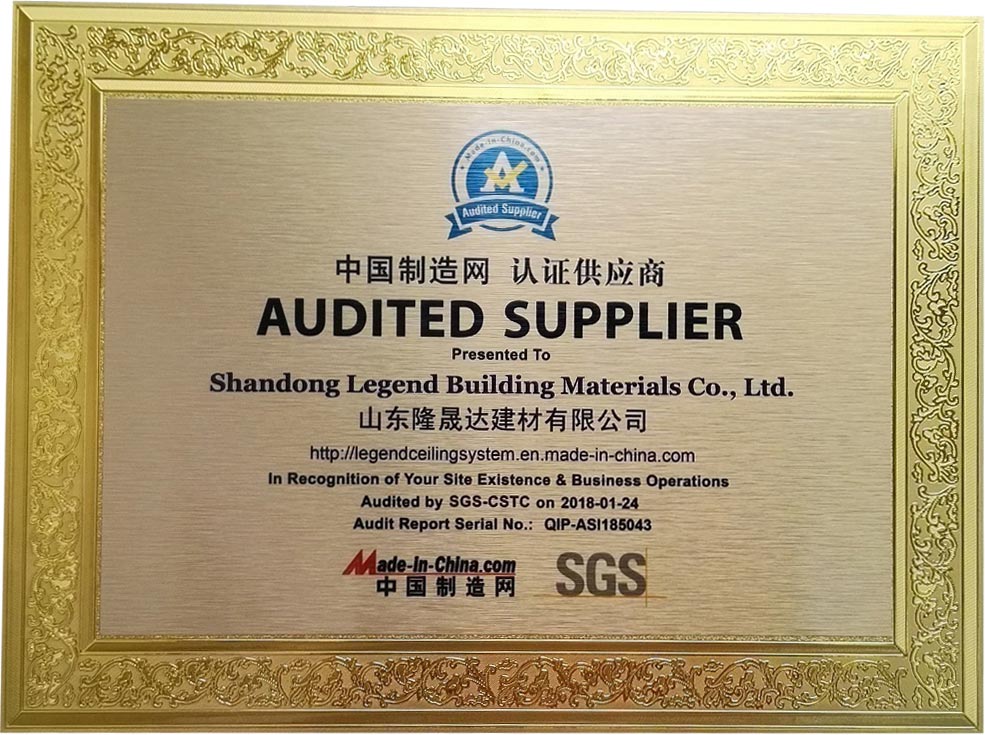 Made-in-China.com
Audited Supplier
中国制造网 认证供应商
AUDITED SUPPLIER
Presented To
Shandong Legend Building Materials Co., Ltd.
山东隆晟达建材有限公司
http://legendceilingsystem.en.made-in-china.com
In Recognition of Your Site Existence & Business Operations
Audited by SGS-CSTC on 2018-01-24
Audit Report Serial No.: QIP-ASI185043
Made-in-China.com
中国制造网
SGS